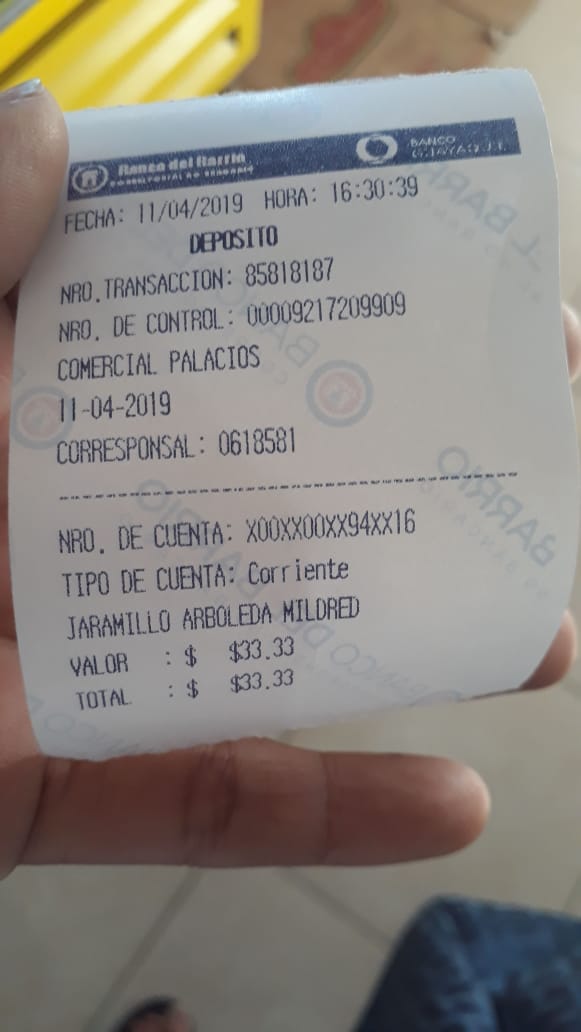 Banco del Barrio
BANCO
GUAYAQUIL
FECHA: 11/04/2019 HORA: 16:30:39
DEPOSITO
NRO.TRANSACCION: 85818187
NRO. DE CONTROL: 00009217209909
COMERCIAL PALACIOS
11-04-2019
CORRESPONSAL: 0618581
NRO. DE CUENTA: X00XX00XX94XX16
TIPO DE CUENTA: Corriente
JARAMILLO ARBOLEDA MILDRED
VALOR : $ $33.33
TOTAL : $ $33.33